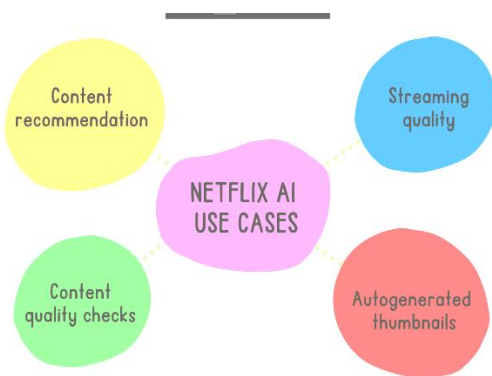 Content
recommendation
Streaming
quality
NETFLIX AI
USE CASES
Content
quality checks
Autogenerated
thumbnails